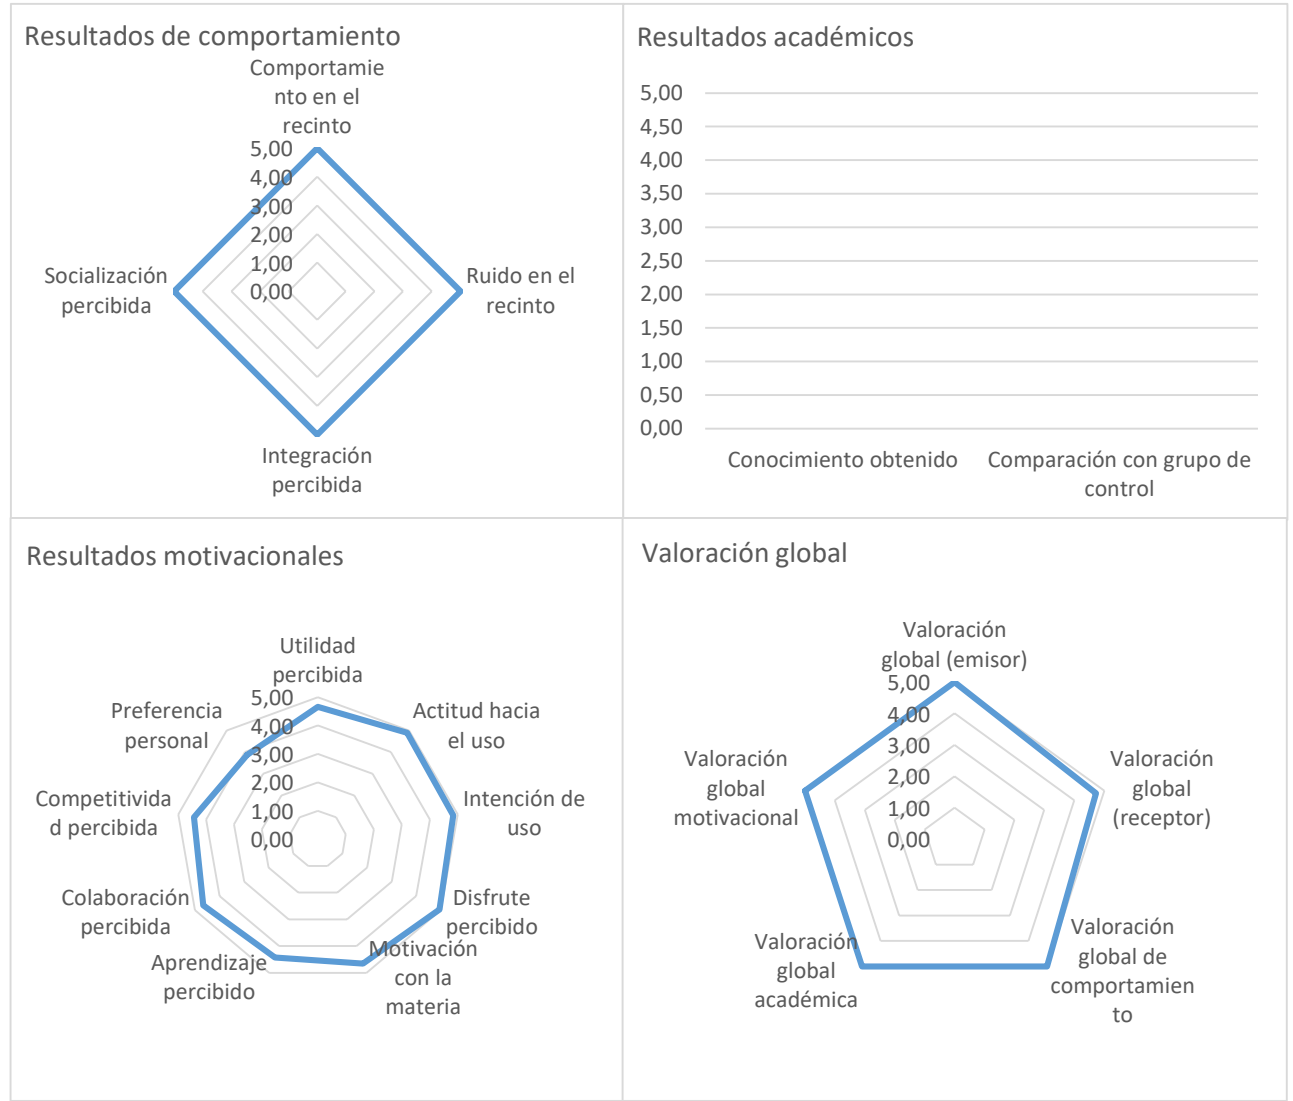 Resultados de comportamiento
Comportamie
nto en el
recinto
5,00
4,00
3,00
2,00
1,00
0,00
Socialización
percibida
Ruido en el
recinto
Integración
percibida
Resultados académicos
5,00
4,50
4,00
3,50
3,00
2,50
2,00
1,50
1,00
0,50
0,00
Conocimiento obtenido
Comparación con grupo de
control
Resultados motivacionales
Utilidad
percibida
5,00
4,00
3,00
2,00
1,00
0,00
Actitud hacia
el uso
Intención de
uso
Disfrute
percibido
Motivación
con la
materia
Aprendizaje
percibido
Colaboración
percibida
Competitivida
d percibida
Preferencia
personal
Valoración global
Valoración
global (emisor)
5,00
4,00
3,00
2,00
1,00
0,00
Valoración
global
(receptor)
Valoración
global de
comportamien
to
Valoración
global
académica
Valoración
global
motivacional